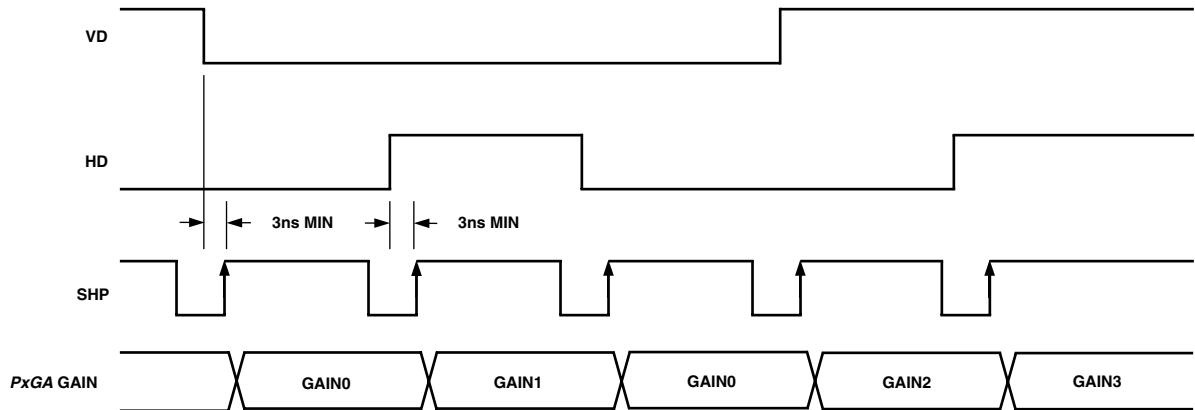 VD
HD
3ns MIN
3ns MIN
SHP
PxGA GAIN
GAIN0
GAIN1
GAIN0
GAIN2
GAIN3